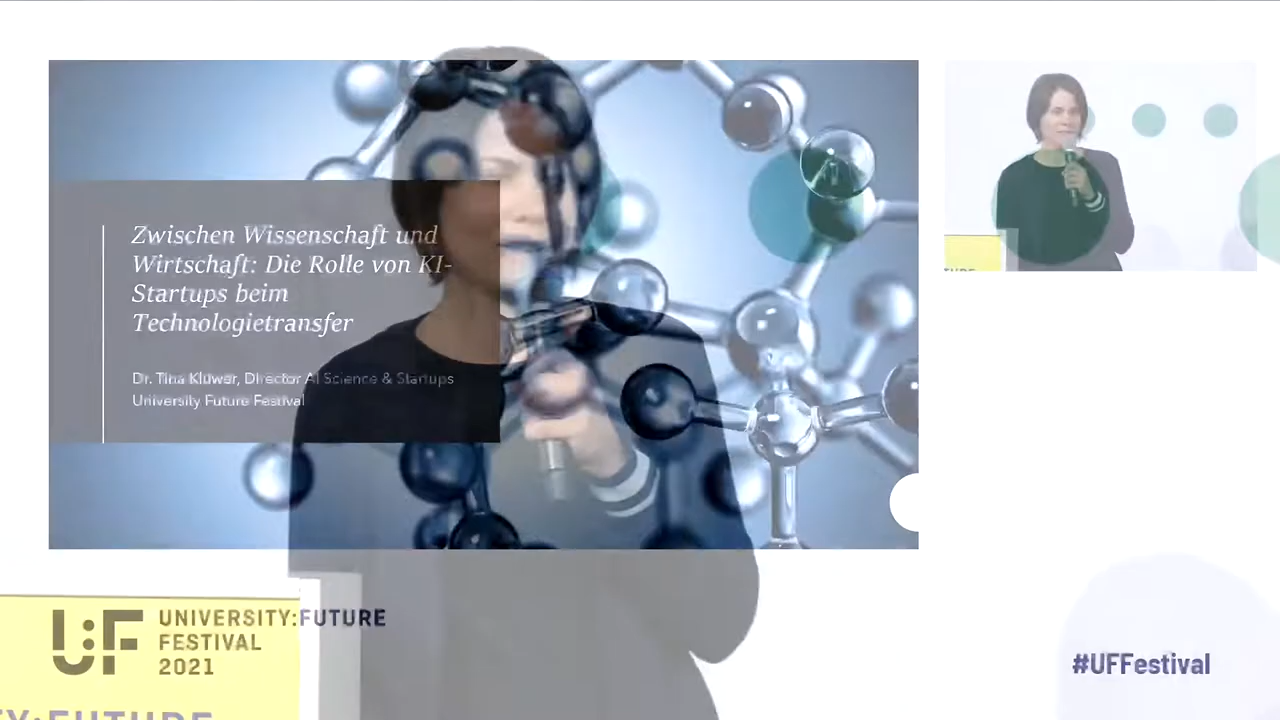 Zwischen Wissenschaft und
Wirtschaft: Die Rolle von KI-
Startups beim
Technologietransfer
Dr. Tina Klüwer, Director AI Science & Startups
University Future Festival
U:F UNIVERSITY:FUTURE
FESTIVAL
2021
#UFFestival